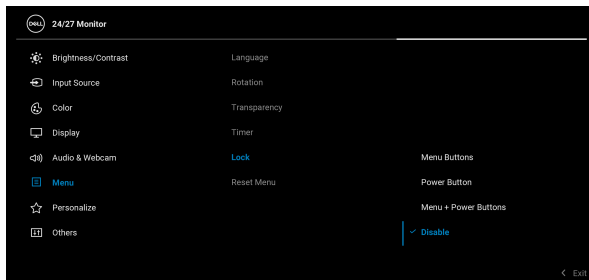 DELL 24/27 Monitor
Brightness/Contrast Language
Input Source Rotation
Color Transparency
Display Timer
Audio & Webcam Lock Menu Buttons
Menu Reset Menu Power Button
Personalize Menu + Power Buttons
Others Disable
Exit